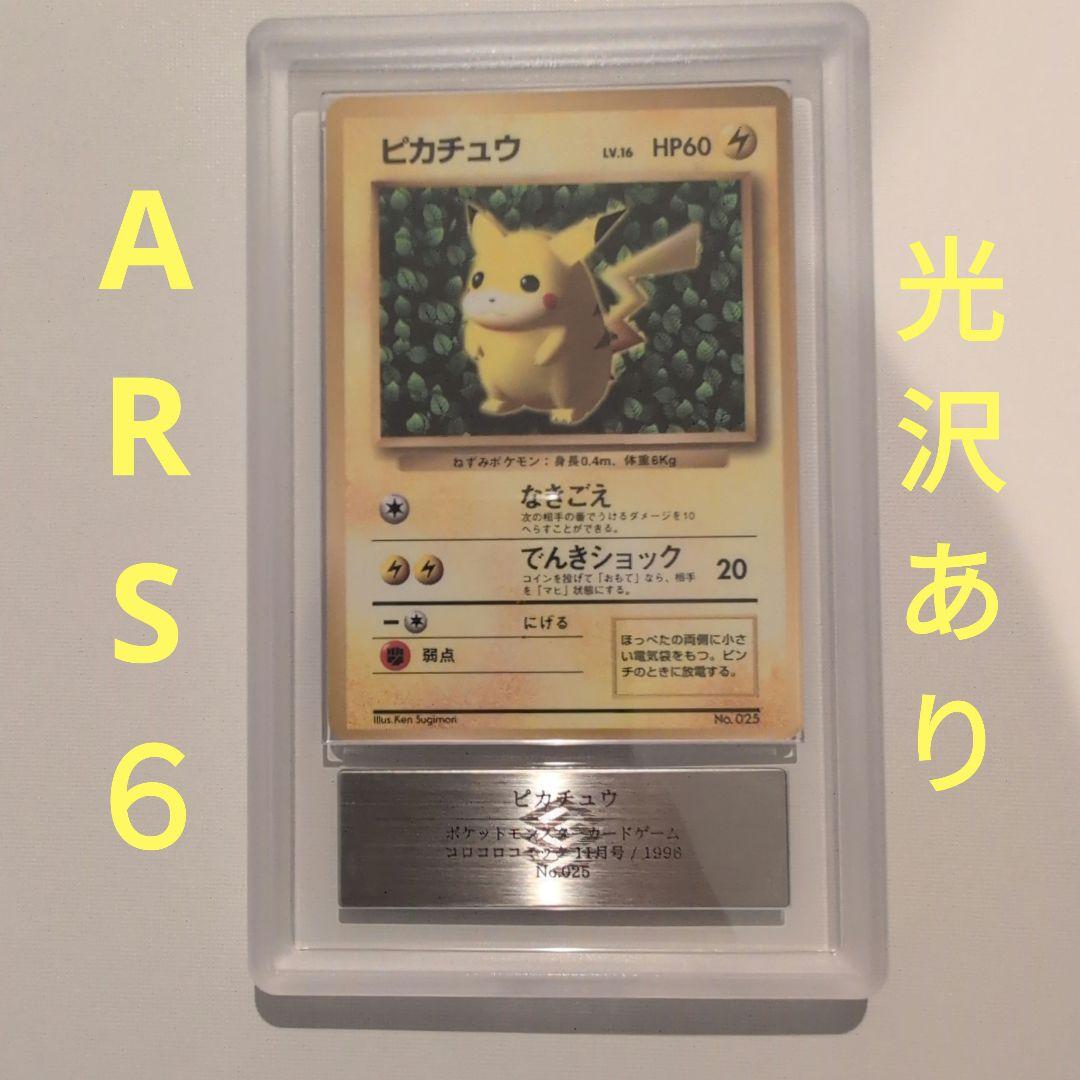 ARS6
光沢あり
ピカチュウ LV.16 HP60
ねずみポケモン：身長0.4m、体重6Kg
なきごえ
次の相手の番でうけるダメージを10
へらすことができる。
でんきショック 20
コインを投げて「おもて」なら、相手
を「マヒ」状態にする。
にげる
弱点
ほっぺたの両側に小さ
い電気袋をもつ。ピン
チのときに放電する。
Illus. Ken Sugimori No. 025
ピカチュウ
ポケットモンスターカードゲーム
コロコロコミック 11月号 / 1996
No.025